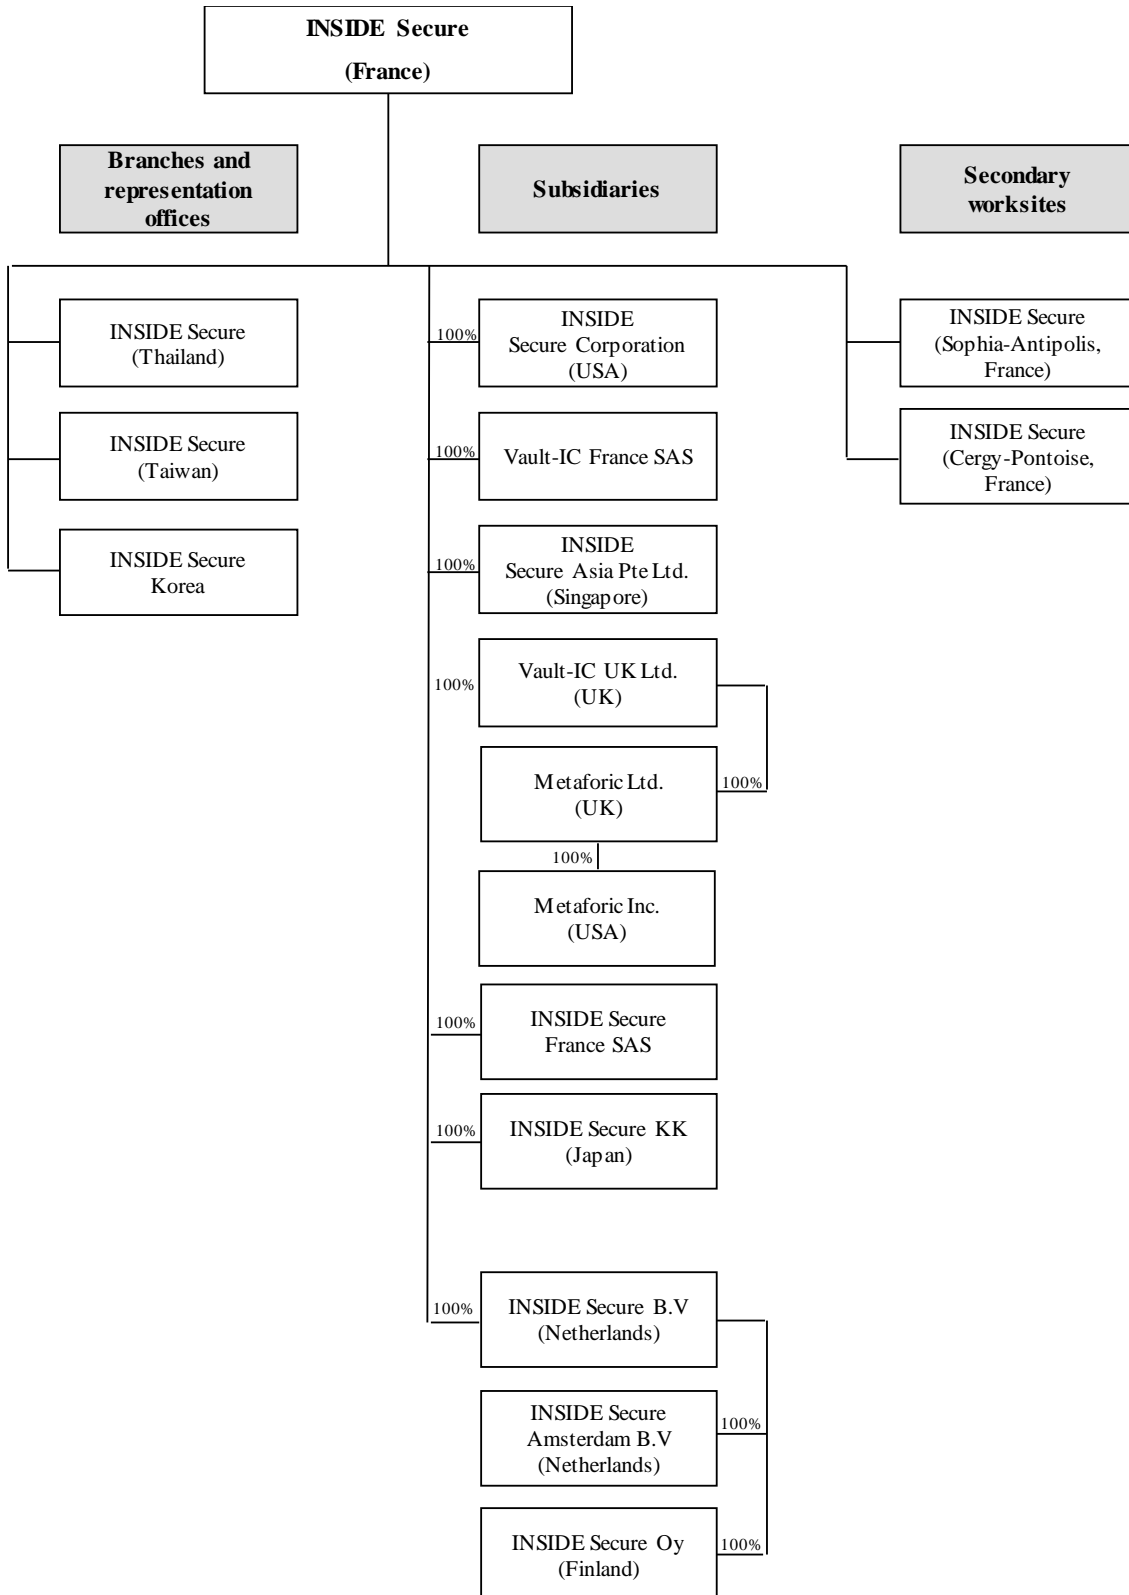 INSIDE Secure
(France)
Branches and
representation
offices
Subsidiaries
Secondary
worksites
INSIDE Secure
(Thailand)
INSIDE Secure
(Taiwan)
INSIDE Secure
Korea
100%
INSIDE
Secure Corporation
(USA)
100%
Vault-IC France SAS
100%
INSIDE
Secure Asia Pte Ltd.
(Singapore)
100%
Vault-IC UK Ltd.
(UK)
Metaforic Ltd.
(UK)
100%
100%
Metaforic Inc.
(USA)
100%
INSIDE Secure
France SAS
100%
INSIDE Secure KK
(Japan)
100%
INSIDE Secure B.V
(Netherlands)
INSIDE Secure
Amsterdam B.V
(Netherlands)
100%
INSIDE Secure Oy
(Finland)
100%
INSIDE Secure
(Sophia-Antipolis,
France)
INSIDE Secure
(Cergy-Pontoise,
France)